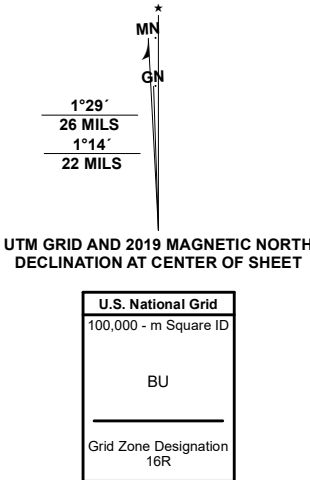 MN
GN
1°29´
26 MILS
1°14´
22 MILS
UTM GRID AND 2019 MAGNETIC NORTH
DECLINATION AT CENTER OF SHEET
U.S. National Grid
100,000 - m Square ID
BU
Grid Zone Designation
16R